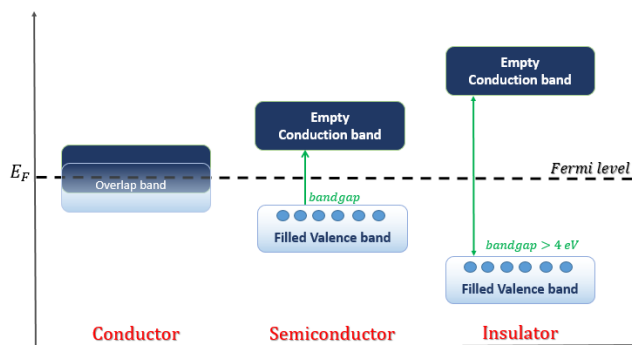 Empty
Conduction band
Empty
Conduction band
E_F
Overlap band
Fermi level
bandgap
Filled Valence band
bandgap > 4 eV
Filled Valence band
Conductor
Semiconductor
Insulator